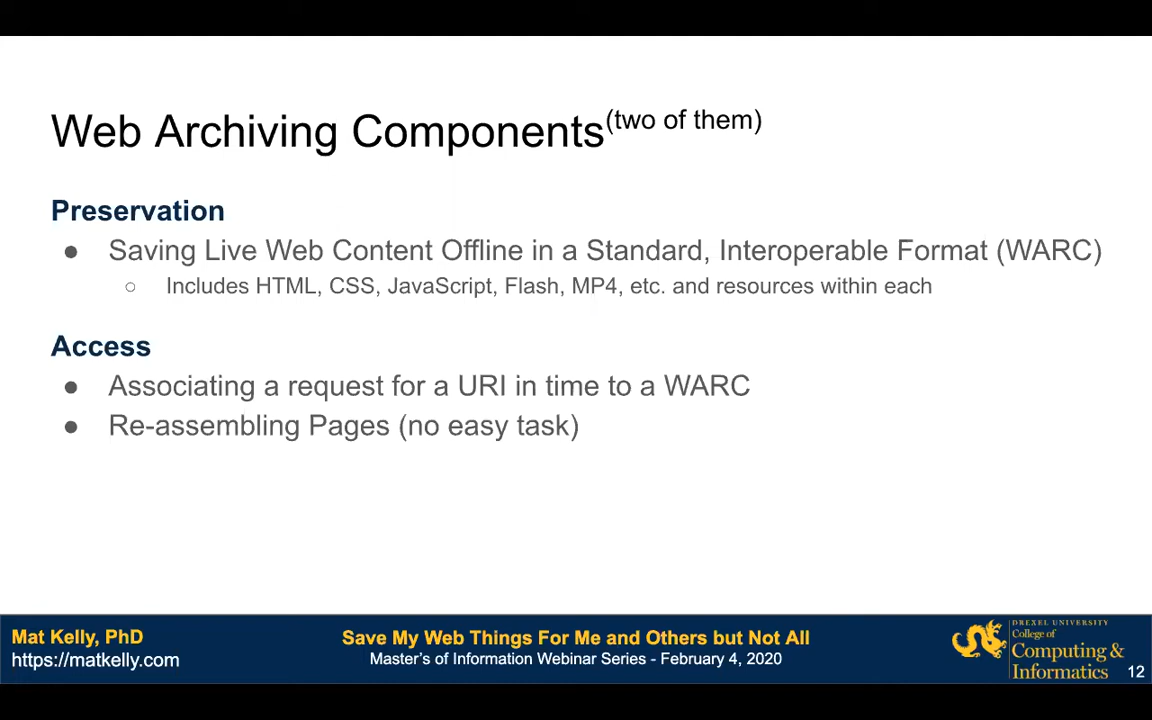 Web Archiving Components(two of them)
Preservation
● Saving Live Web Content Offline in a Standard, Interoperable Format (WARC)
○ Includes HTML, CSS, JavaScript, Flash, MP4, etc. and resources within each
Access
● Associating a request for a URI in time to a WARC
● Re-assembling Pages (no easy task)
Mat Kelly, PhD
https://matkelly.com
Save My Web Things For Me and Others but Not All
Master's of Information Webinar Series - February 4, 2020
DREXEL UNIVERSITY
College of
Computing &
Informatics
12